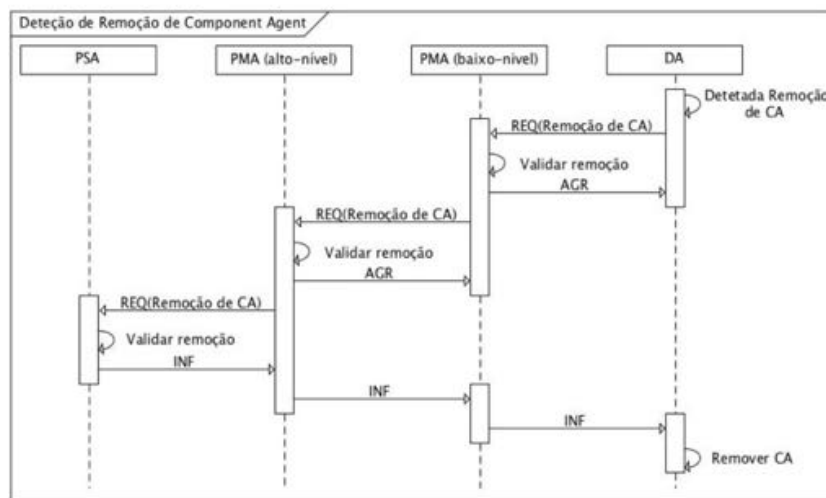 Deteção de Remoção de Component Agent
PSA
PMA (alto-nível)
PMA (baixo-nivel)
DA
Detetada Remoção
de CA
REQ(Remoção de CA)
Validar remoção
AGR
REQ(Remoção de CA)
Validar remoção
AGR
REQ(Remoção de CA)
Validar remoção
INF
INF
INF
Remover CA